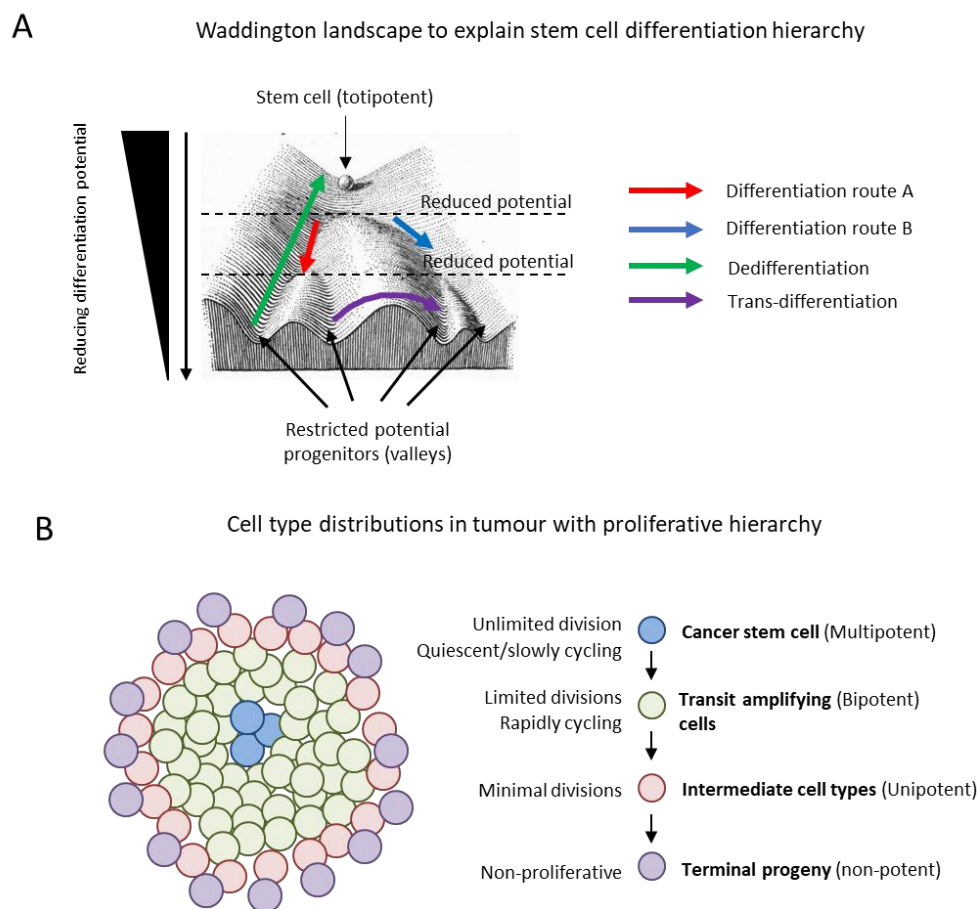 A
Waddington landscape to explain stem cell differentiation hierarchy
Stem cell (totipotent)
Reducing differentiation potential
Reduced potential
Reduced potential
Differentiation route A
Differentiation route B
Dedifferentiation
Trans-differentiation
Restricted potential
progenitors (valleys)
B
Cell type distributions in tumour with proliferative hierarchy
Unlimited division
Quiescent/slowly cycling
Cancer stem cell (Multipotent)
Limited divisions
Rapidly cycling
Transit amplifying (Bipotent)
cells
Minimal divisions
Intermediate cell types (Unipotent)
Non-proliferative
Terminal progeny (non-potent)